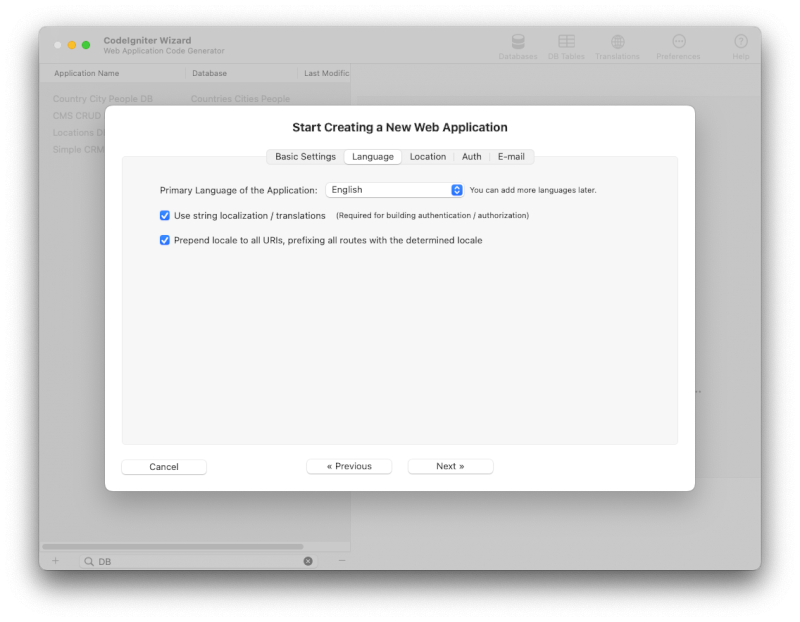 CodeIgniter Wizard
Web Application Code Generator
Databases DB Tables Translations Preferences Help
Application Name Database Last Modific
Country City People DB Countries Cities People
CMS CRUD
Locations D
Simple CRM
Start Creating a New Web Application
Basic Settings Language Location Auth E-mail
Primary Language of the Application: English You can add more languages later.
Use string localization / translations (Required for building authentication / authorization)
Prepend locale to all URIs, prefixing all routes with the determined locale
Cancel « Previous Next »
+ DB −